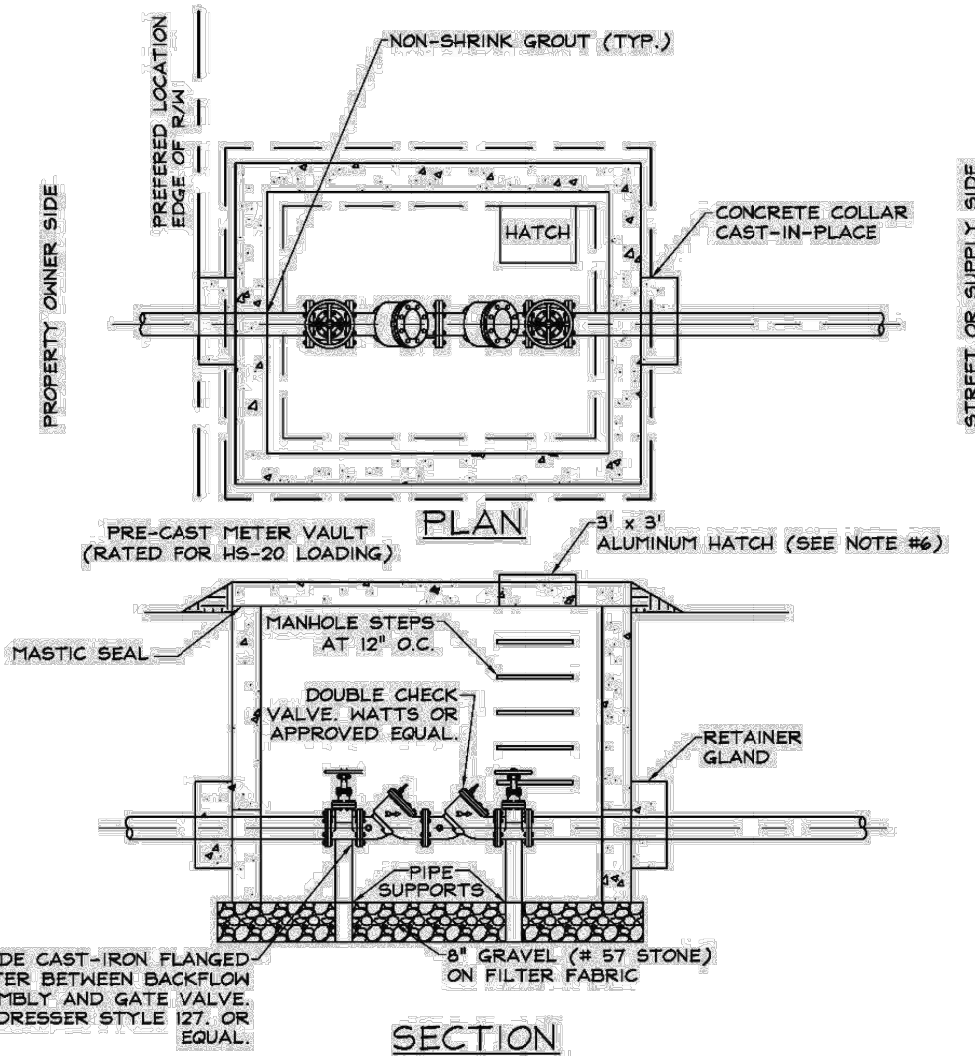 NON-SHRINK GROUT (TYP.)
PREFERED LOCATION
EDGE OF R/W
PROPERTY OWNER SIDE
HATCH
CONCRETE COLLAR
CAST-IN-PLACE
STREET OR SUPPLY SIDE
PLAN
PRE-CAST METER VAULT
(RATED FOR HS-20 LOADING)
3' x 3'
ALUMINUM HATCH (SEE NOTE #6)
MASTIC SEAL
MANHOLE STEPS
AT 12" O.C.
DOUBLE CHECK
VALVE. WATTS OR
APPROVED EQUAL.
RETAINER
GLAND
PIPE
SUPPORTS
DE CAST-IRON FLANGED
TER BETWEEN BACKFLOW
MBLY AND GATE VALVE.
DRESSER STYLE 127. OR
EQUAL.
8" GRAVEL (# 57 STONE)
ON FILTER FABRIC
SECTION